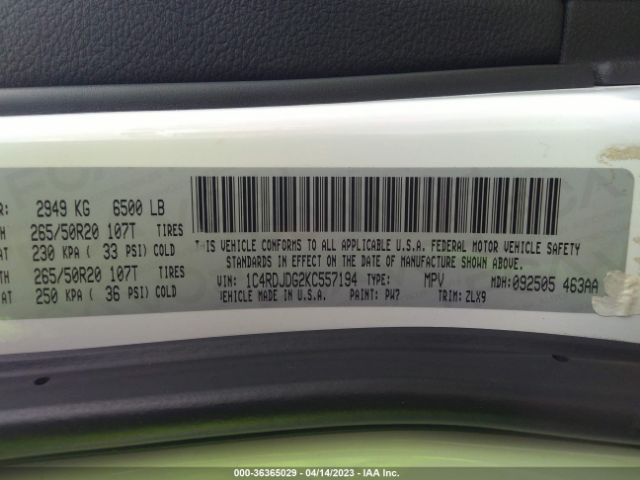 R: 2949 KG 6500 LB
TH 265/50R20 107T TIRES
AT 230 KPA ( 33 PSI) COLD
TH 265/50R20 107T TIRES
AT 250 KPA ( 36 PSI) COLD
IS VEHICLE CONFORMS TO ALL APPLICABLE U.S.A. FEDERAL MOTOR VEHICLE SAFETY
STANDARDS IN EFFECT ON THE DATE OF MANUFACTURE SHOWN ABOVE.
VIN: 1C4RDJDG2KC557194 TYPE: MPV MDH: 092505 463AA
VEHICLE MADE IN U.S.A. PAINT: PW7 TRIM: ZLX9
000-36365029 - 04/14/2023 - IAA Inc.